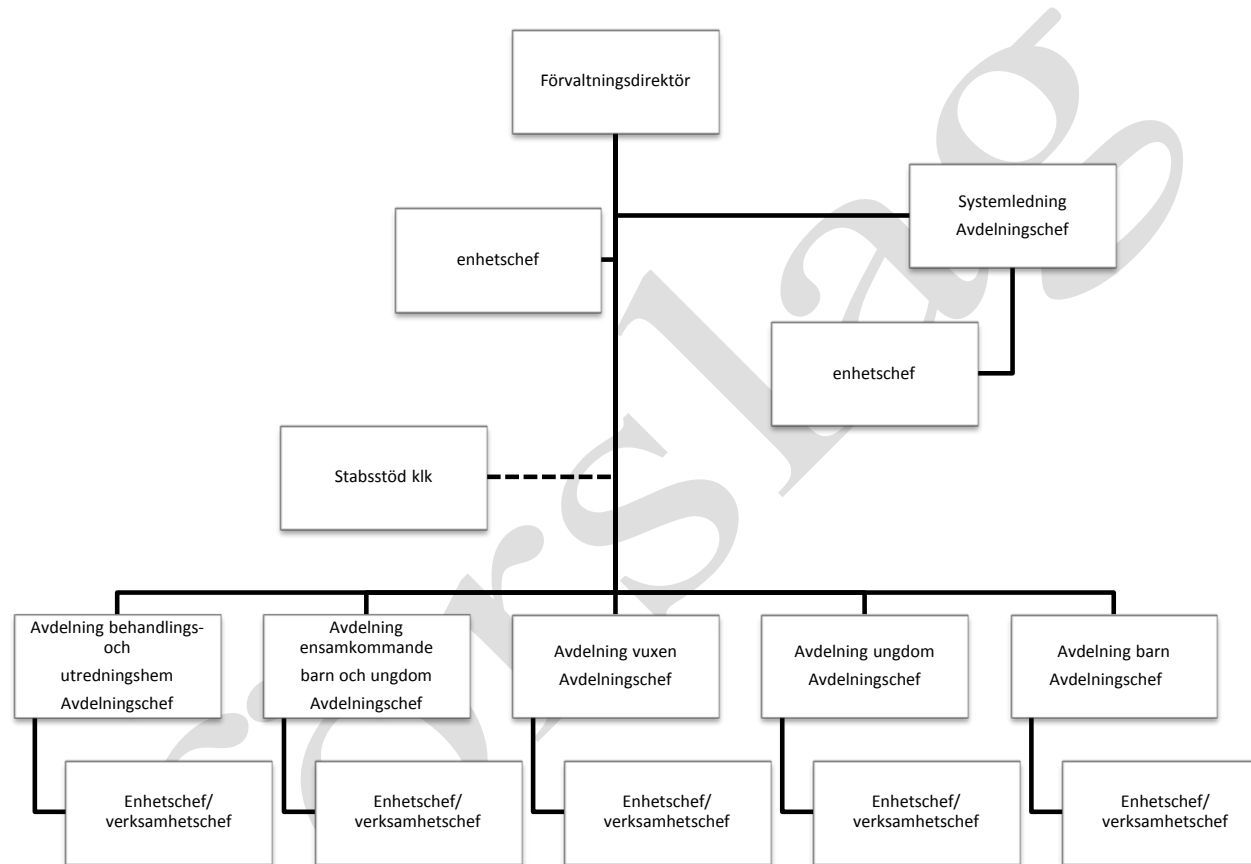 Förvaltningsdirektör
Systemledning
Avdelningschef
enhetschef
enhetschef
Stabsstöd klk
Avdelning behandlings-
och
utredningshem
Avdelningschef
Avdelning
ensamkommande
barn och ungdom
Avdelningschef
Avdelning vuxen
Avdelningschef
Avdelning ungdom
Avdelningschef
Avdelning barn
Avdelningschef
Enhetschef/
verksamhetschef
Enhetschef/
verksamhetschef
Enhetschef/
verksamhetschef
Enhetschef/
verksamhetschef
Enhetschef/
verksamhetschef
örslag